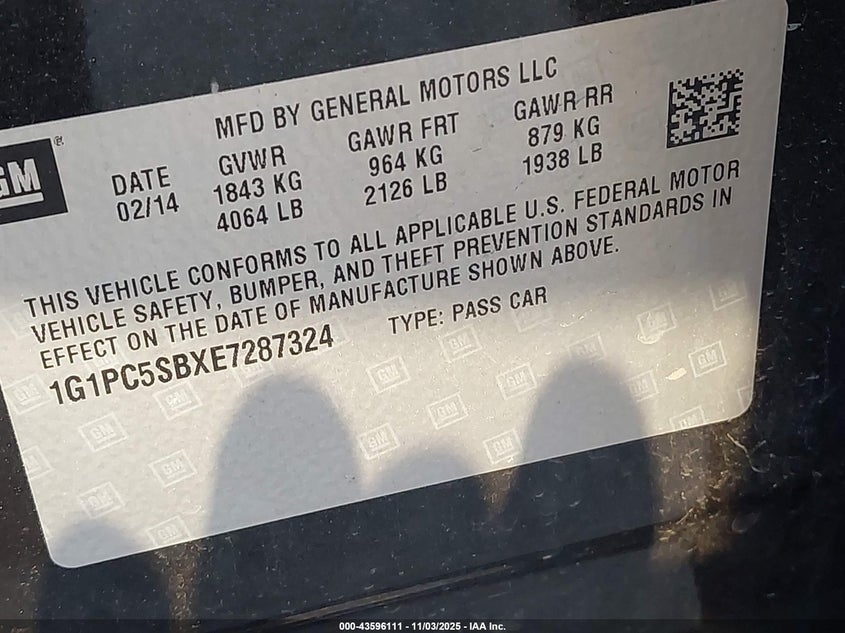 MFD BY GENERAL MOTORS LLC
GM®
DATE GVWR GAWR FRT GAWR RR
02/14 1843 KG 964 KG 879 KG
4064 LB 2126 LB 1938 LB
THIS VEHICLE CONFORMS TO ALL APPLICABLE U.S. FEDERAL MOTOR
VEHICLE SAFETY, BUMPER, AND THEFT PREVENTION STANDARDS IN
EFFECT ON THE DATE OF MANUFACTURE SHOWN ABOVE.
1G1PC5SBXE7287324 TYPE: PASS CAR
000-43596111 - 11/03/2025 - IAA Inc.